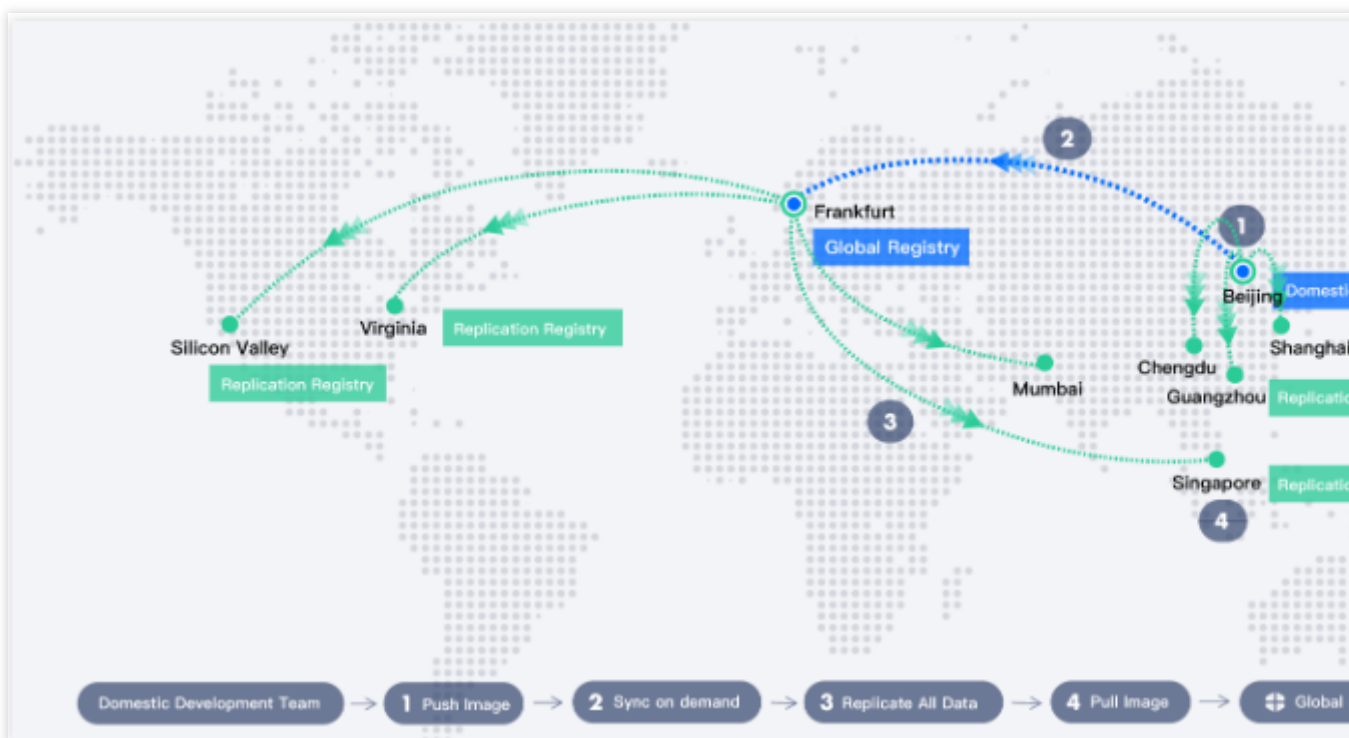 2
Frankfurt
1
Global Registry
Beijing
Virginia
Replication Registry
Silicon Valley
Shanghai
Chengdu
Replication Registry
Mumbai
Guangzhou
3
Singapore
4
Domestic Development Team
1 Push Image
2 Sync on demand
3 Replicate All Data
4 Pull Image
Global